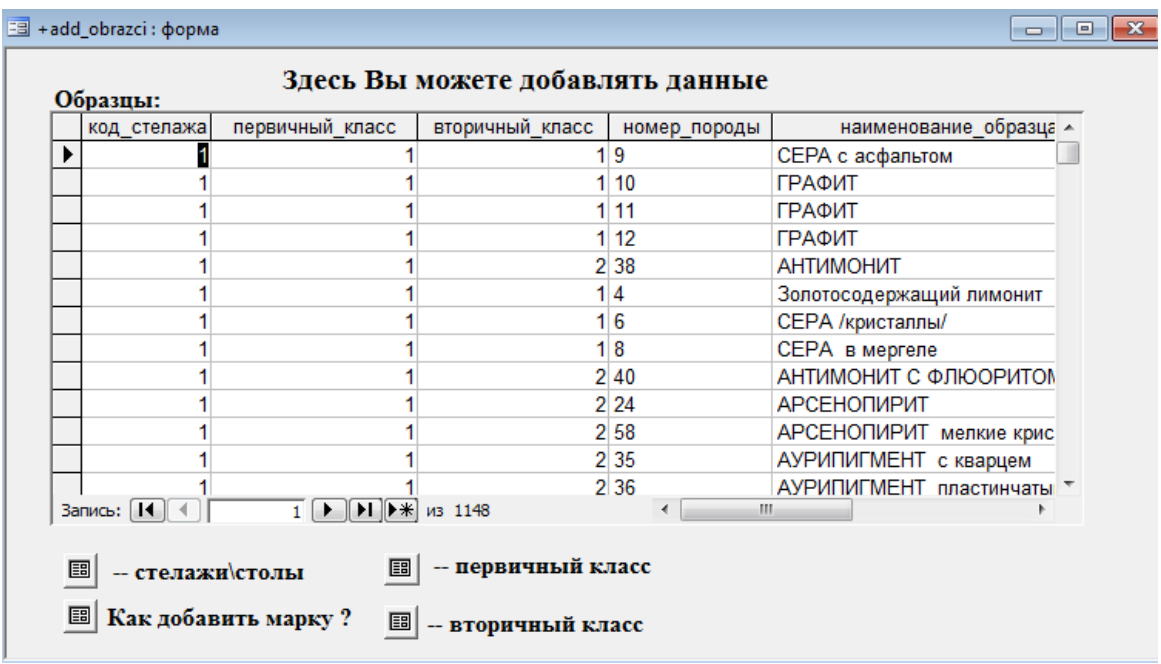 +add_obrazci : форма
Здесь Вы можете добавлять данные
Образцы:
код_стелажа первичный_класс вторичный_класс номер_породы наименование_образца
1 1 1 9 СЕРА с асфальтом
1 1 1 10 ГРАФИТ
1 1 1 11 ГРАФИТ
1 1 1 12 ГРАФИТ
1 1 2 38 АНТИМОНИТ
1 1 1 4 Золотосодержащий лимонит
1 1 1 6 СЕРА /кристаллы/
1 1 1 8 СЕРА в мергеле
1 1 2 40 АНТИМОНИТ С ФЛЮОРИТОМ
1 1 2 24 АРСЕНОПИРИТ
1 1 2 58 АРСЕНОПИРИТ мелкие крис
1 1 2 35 АУРИПИГМЕНТ с кварцем
1 1 2 36 АУРИПИГМЕНТ пластинчаты
Запись: 1 из 1148
-- стелажи\столы -- первичный класс
Как добавить марку ? -- вторичный класс